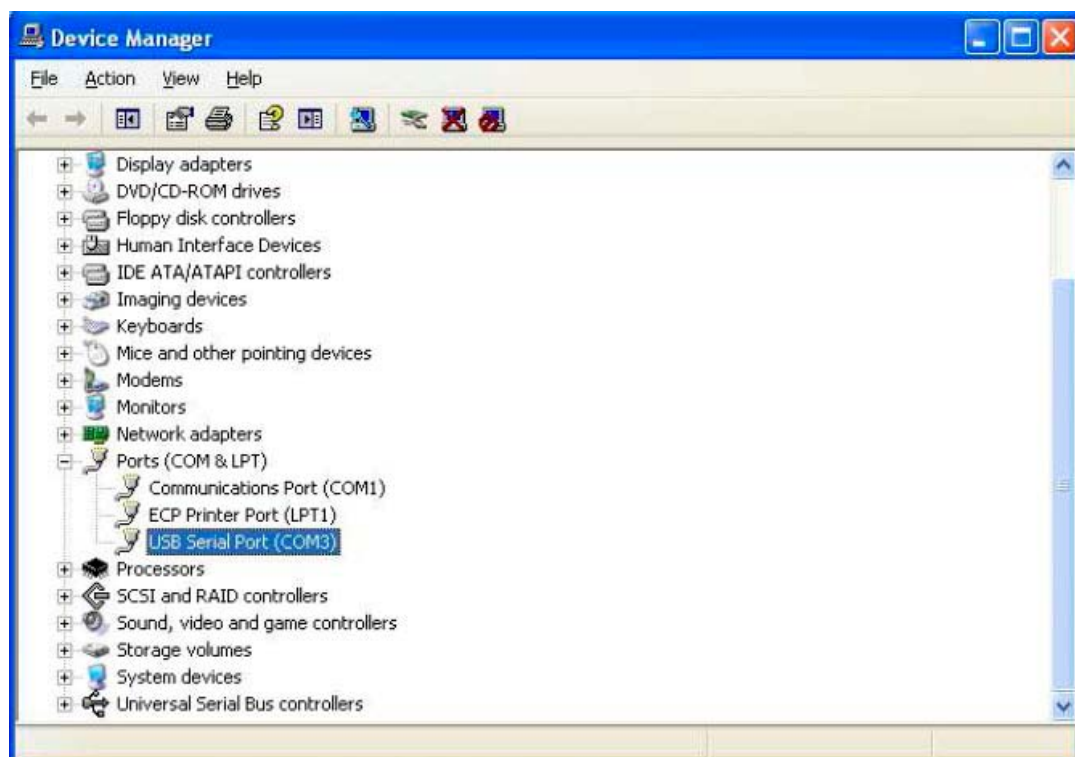 Device Manager
File Action View Help
Display adapters
DVD/CD-ROM drives
Floppy disk controllers
Human Interface Devices
IDE ATA/ATAPI controllers
Imaging devices
Keyboards
Mice and other pointing devices
Modems
Monitors
Network adapters
Ports (COM & LPT)
Communications Port (COM1)
ECP Printer Port (LPT1)
USB Serial Port (COM3)
Processors
SCSI and RAID controllers
Sound, video and game controllers
Storage volumes
System devices
Universal Serial Bus controllers